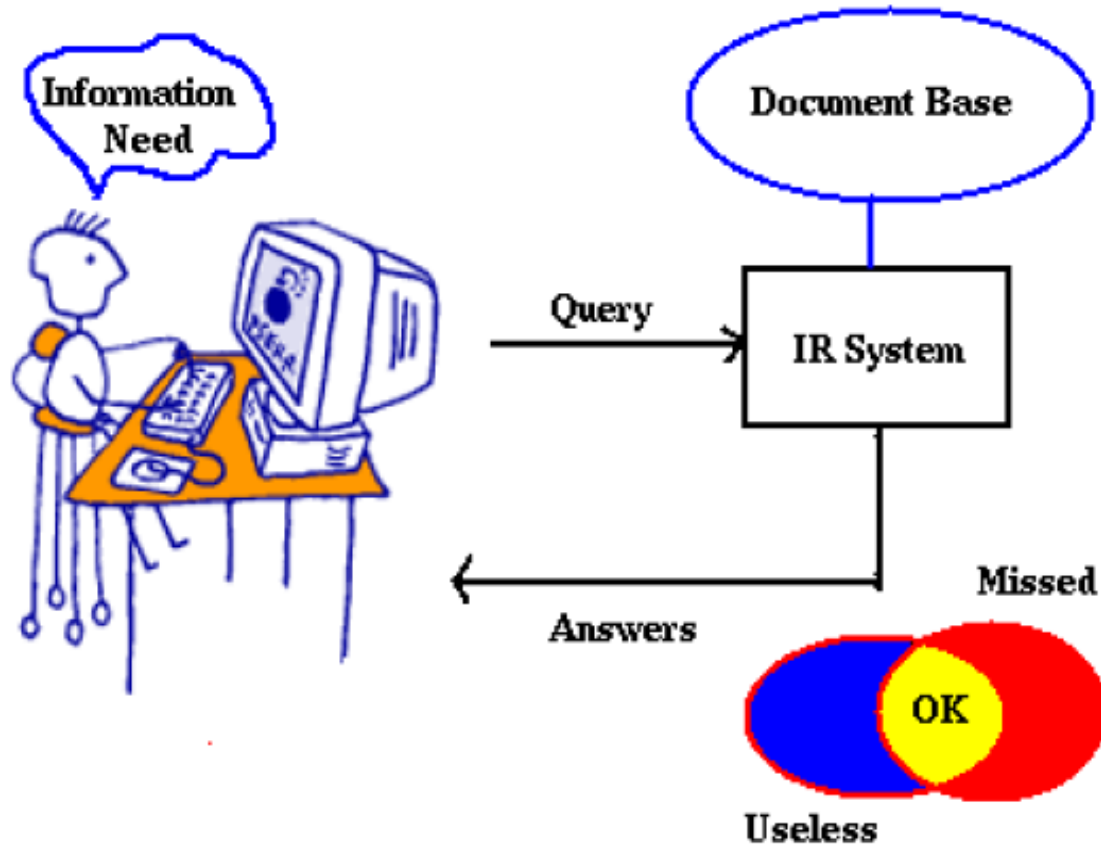 Information
Need
Document Base
Query
IR System
Answers
Missed
OK
Useless